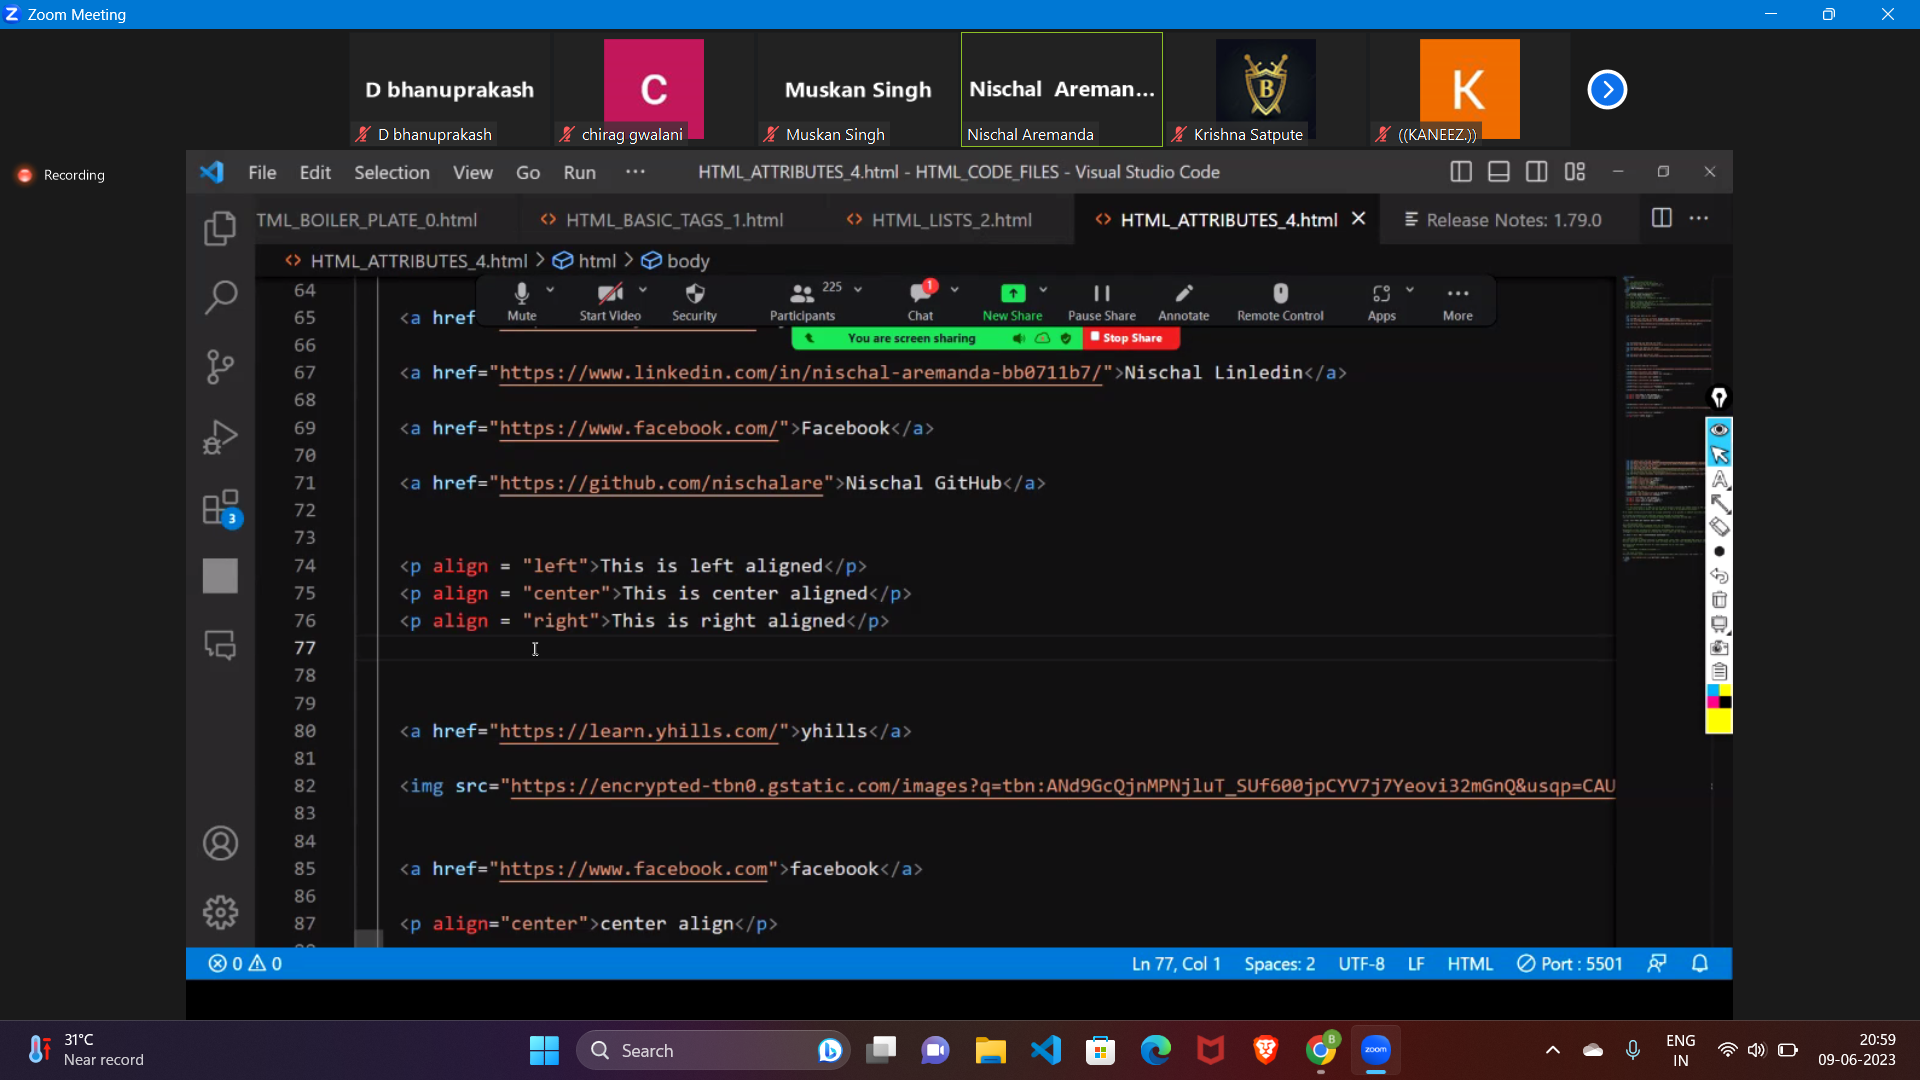 Zoom Meeting
D bhanuprakash
C
Muskan Singh
Nischal Areman...
B
K
D bhanuprakash
chirag gwalani
Muskan Singh
Nischal Aremanda
Krishna Satpute
((KANEEZ.))
Recording
File Edit Selection View Go Run ... HTML_ATTRIBUTES_4.html - HTML_CODE_FILES - Visual Studio Code
TML_BOILER_PLATE_0.html HTML_BASIC_TAGS_1.html HTML_LISTS_2.html HTML_ATTRIBUTES_4.html Release Notes: 1.79.0
HTML_ATTRIBUTES_4.html > html > body
Mute Start Video Security Participants 225 Chat 1 New Share Pause Share Annotate Remote Control Apps More
You are screen sharing Stop Share
64
65 <a href
66
67 <a href="https://www.linkedin.com/in/nischal-aremanda-bb0711b7/">Nischal Linledin</a>
68
69 <a href="https://www.facebook.com/">Facebook</a>
70
71 <a href="https://github.com/nischalare">Nischal GitHub</a>
72
73
74 <p align = "left">This is left aligned</p>
75 <p align = "center">This is center aligned</p>
76 <p align = "right">This is right aligned</p>
77
78
79
80 <a href="https://learn.yhills.com/">yhills</a>
81
82 <img src="https://encrypted-tbn0.gstatic.com/images?q=tbn:ANd9GcQjnMPNjluT_SUf600jpCYV7j7Yeovi32mGnQ&usqp=CAU
83
84
85 <a href="https://www.facebook.com">facebook</a>
86
87 <p align="center">center align</p>
3
0 0 Ln 77, Col 1 Spaces: 2 UTF-8 LF HTML Port : 5501
31°C
Near record
Search
B
zoom
ENG
IN
20:59
09-06-2023